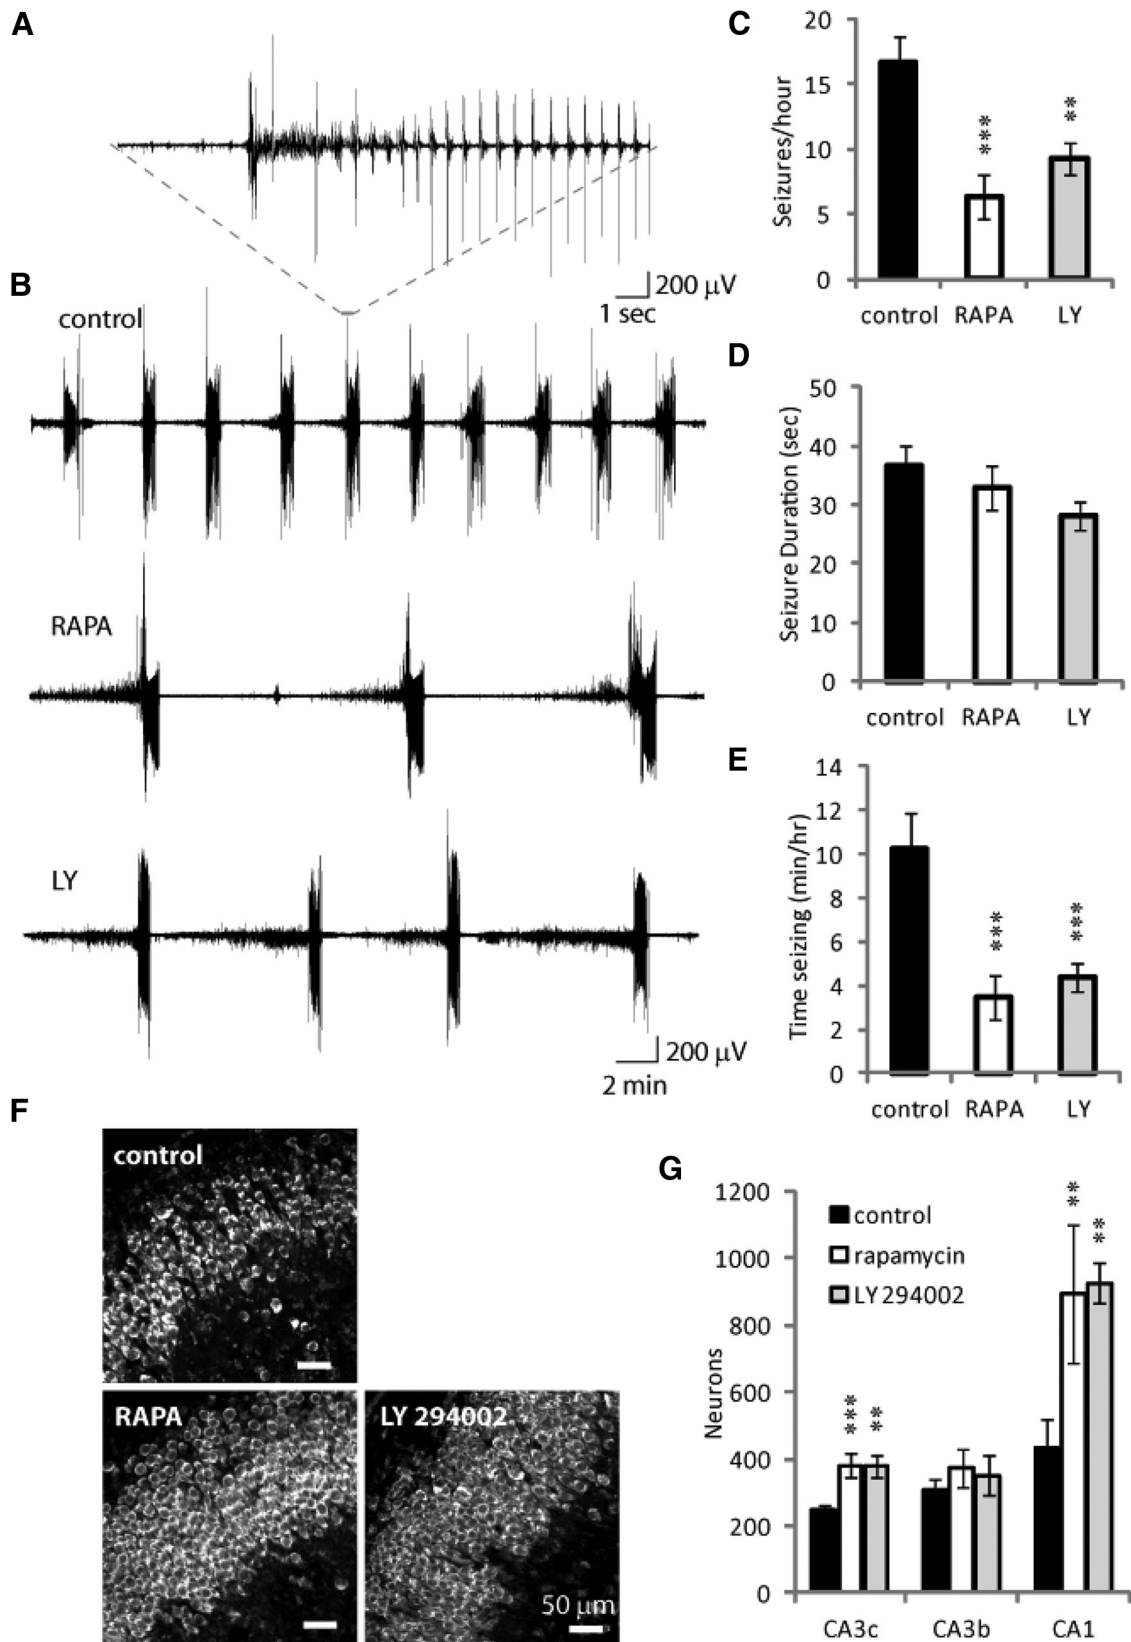 A
200 µV
1 sec
B
control
RAPA
LY
200 µV
2 min
C
Seizures/hour
20
15
10
5
0
***
**
control RAPA LY
D
Seizure Duration (sec)
50
40
30
20
10
0
control RAPA LY
E
Time seizing (min/hr)
14
12
10
8
6
4
2
0
***
***
control RAPA LY
F
control
RAPA
LY 294002
50 µm
G
Neurons
1200
1000
800
600
400
200
0
control
rapamycin
LY 294002
***
**
**
**
CA3c CA3b CA1